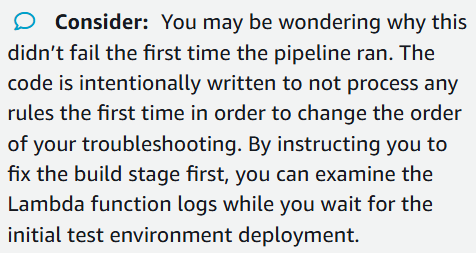 Consider: You may be wondering why this
didn't fail the first time the pipeline ran. The
code is intentionally written to not process any
rules the first time in order to change the order
of your troubleshooting. By instructing you to
fix the build stage first, you can examine the
Lambda function logs while you wait for the
initial test environment deployment.